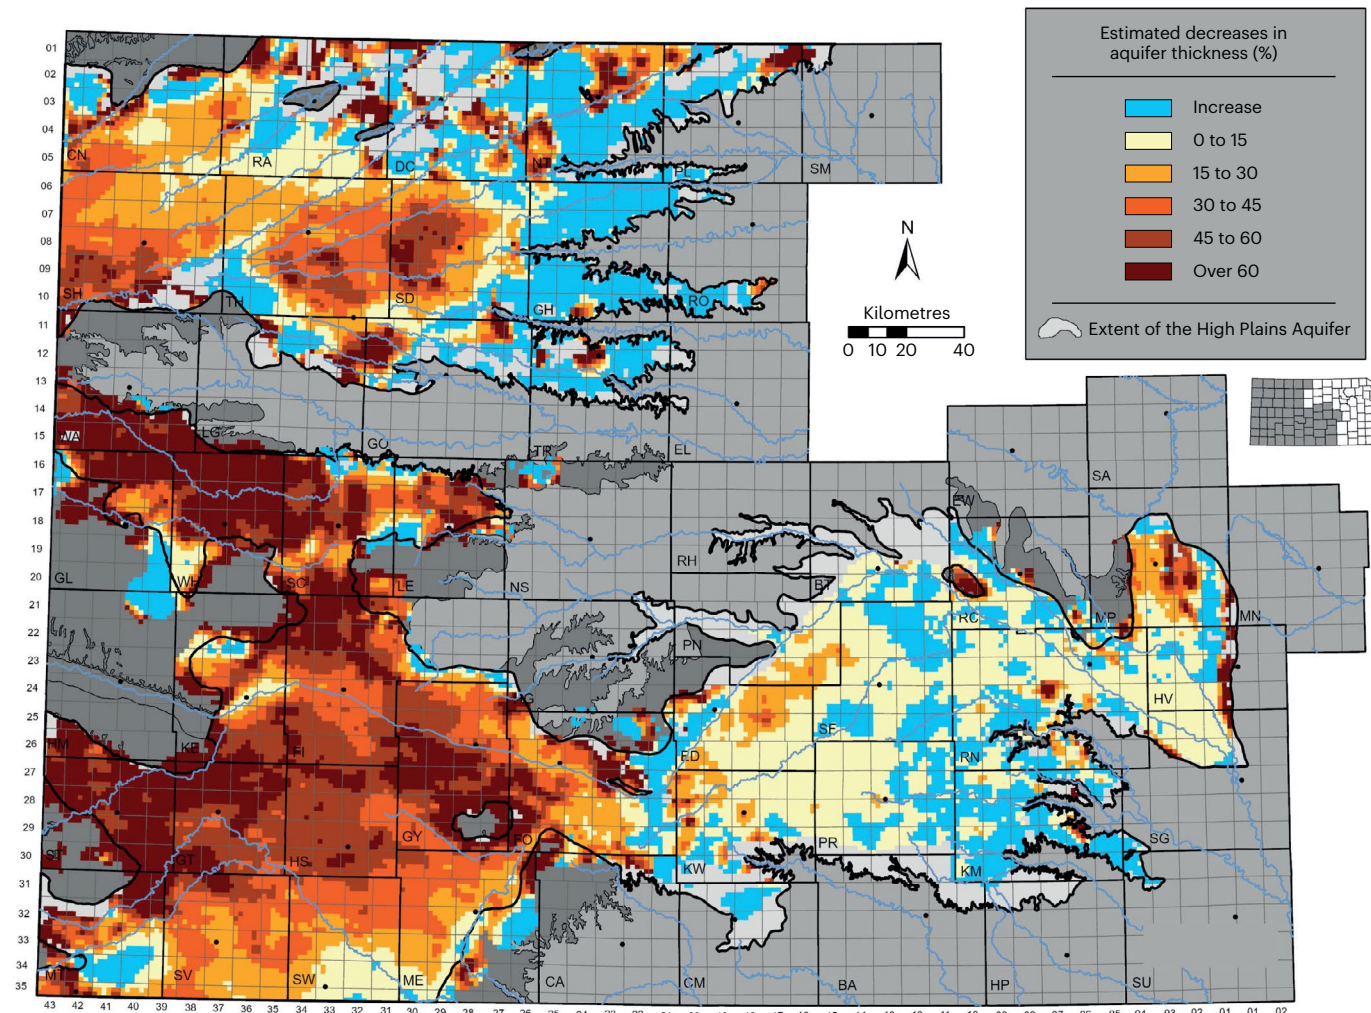 Estimated decreases in
aquifer thickness (%)
Increase
0 to 15
15 to 30
30 to 45
45 to 60
Over 60
Extent of the High Plains Aquifer
N
Kilometres
0 10 20 40
01
02
03
04
05
06
07
08
09
10
11
12
13
14
15
16
17
18
19
20
21
22
23
24
25
26
27
28
29
30
31
32
33
34
35
CN RA DC NT PL SM
SH TH SD GH RO
WA LG GO TR EL
GL WH SC LE NS RH BT EW SA
RC MP MN
PN
HM KE FI ED SF RN HV
ST GT HS GY FO KW PR KM SG
MT SV SW ME CA CM BA HP SU
43 42 41 40 39 38 37 36 35 34 33 32 31 30 29 28 27 26 25